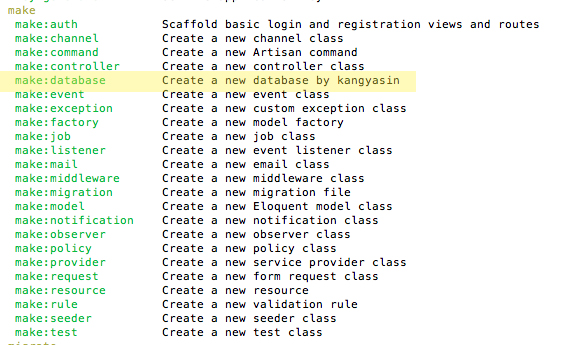 make
make:auth Scaffold basic login and registration views and routes
make:channel Create a new channel class
make:command Create a new Artisan command
make:controller Create a new controller class
make:database Create a new database by kangyasin
make:event Create a new event class
make:exception Create a new custom exception class
make:factory Create a new model factory
make:job Create a new job class
make:listener Create a new event listener class
make:mail Create a new email class
make:middleware Create a new middleware class
make:migration Create a new migration file
make:model Create a new Eloquent model class
make:notification Create a new notification class
make:observer Create a new observer class
make:policy Create a new policy class
make:provider Create a new service provider class
make:request Create a new form request class
make:resource Create a new resource
make:rule Create a new validation rule
make:seeder Create a new seeder class
make:test Create a new test class